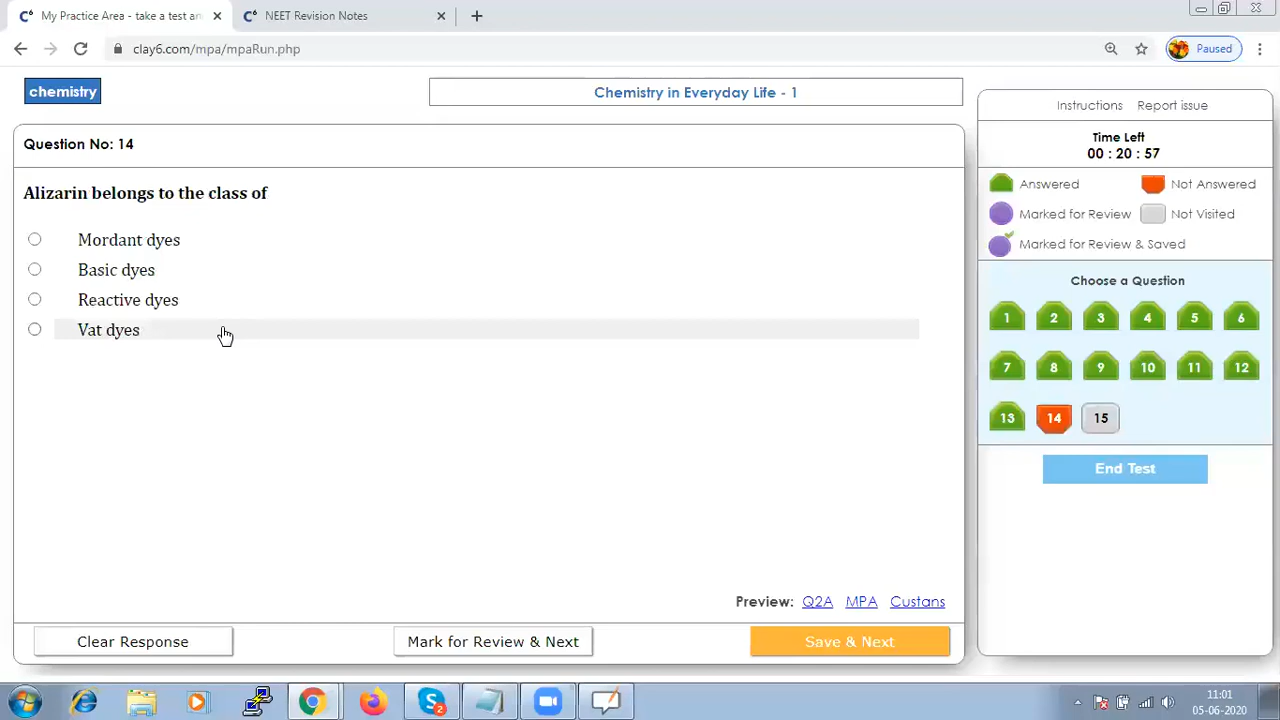 My Practice Area - take a test an
NEET Revision Notes
clay6.com/mpa/mpaRun.php
Paused
chemistry
Chemistry in Everyday Life - 1
Question No: 14
Alizarin belongs to the class of
Mordant dyes
Basic dyes
Reactive dyes
Vat dyes
Preview: Q2A MPA Custans
Clear Response
Mark for Review & Next
Save & Next
Instructions Report issue
Time Left
00 : 20 : 57
Answered Not Answered
Marked for Review Not Visited
Marked for Review & Saved
Choose a Question
1 2 3 4 5 6
7 8 9 10 11 12
13 14 15
End Test
2
11:01
05-06-2020